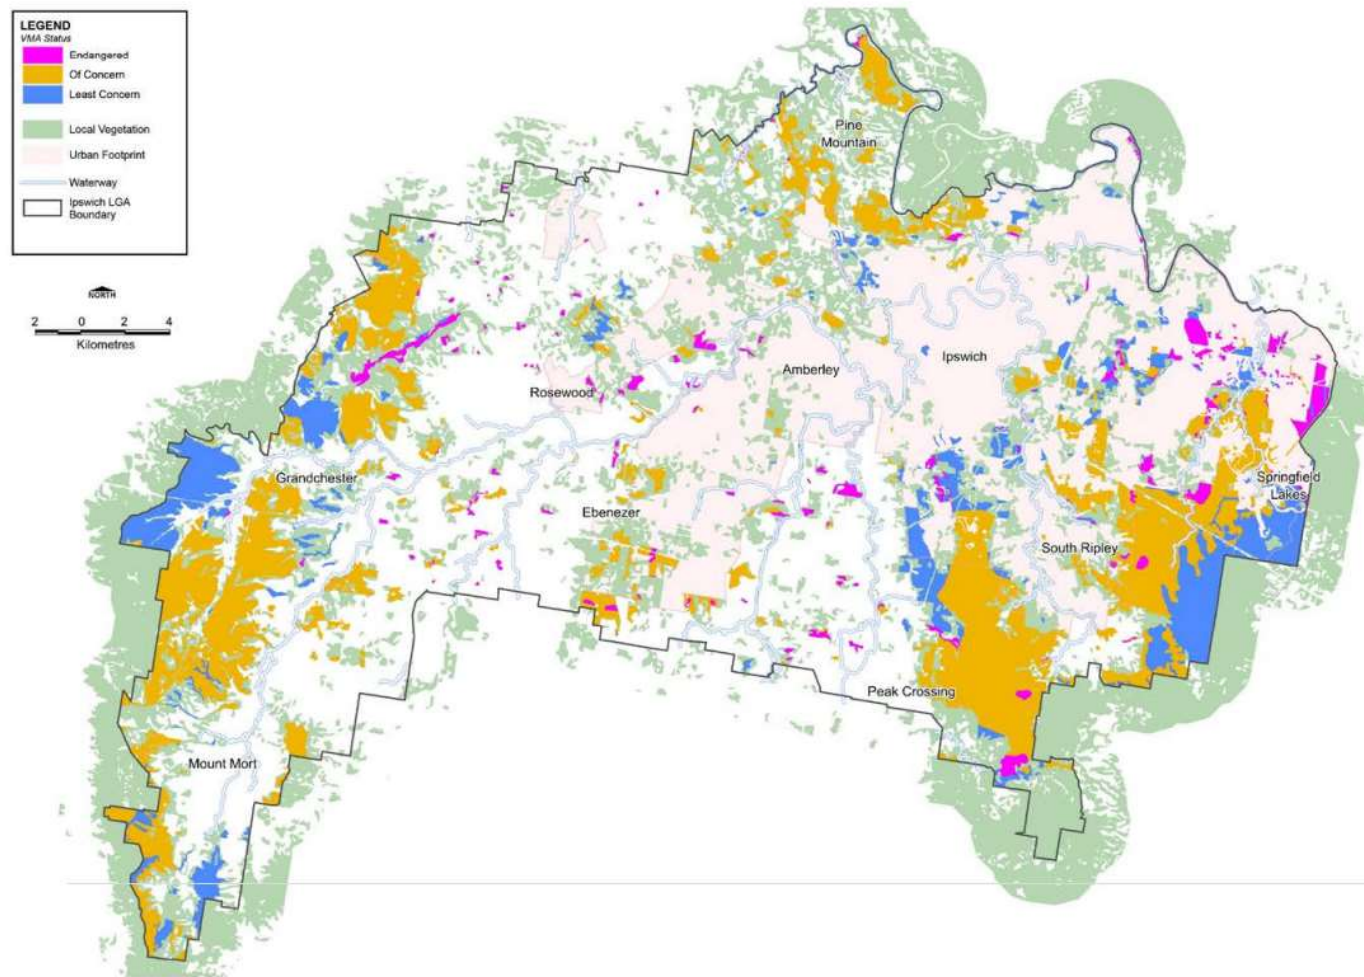 LEGEND
VMA Status
Endangered
Of Concern
Least Concern
Local Vegetation
Urban Footprint
Waterway
Ipswich LGA
Boundary
NORTH
2 0 2 4
Kilometres
Pine
Mountain
Ipswich
Amberley
Rosewood
Grandchester
Springfield
Lakes
Ebenezer
South Ripley
Peak Crossing
Mount Mort